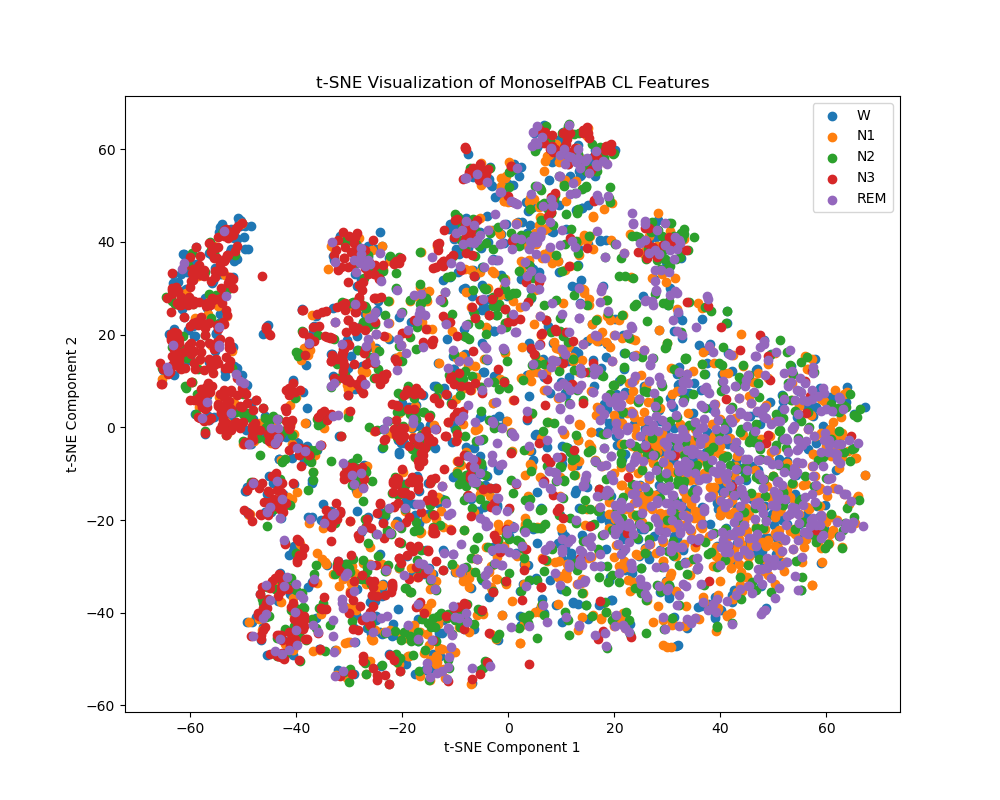 t-SNE Visualization of MonoselfPAB CL Features
W
N1
N2
N3
REM
60
40
20
0
−20
−40
−60
t-SNE Component 2
−60
−40
−20
0
20
40
60
t-SNE Component 1